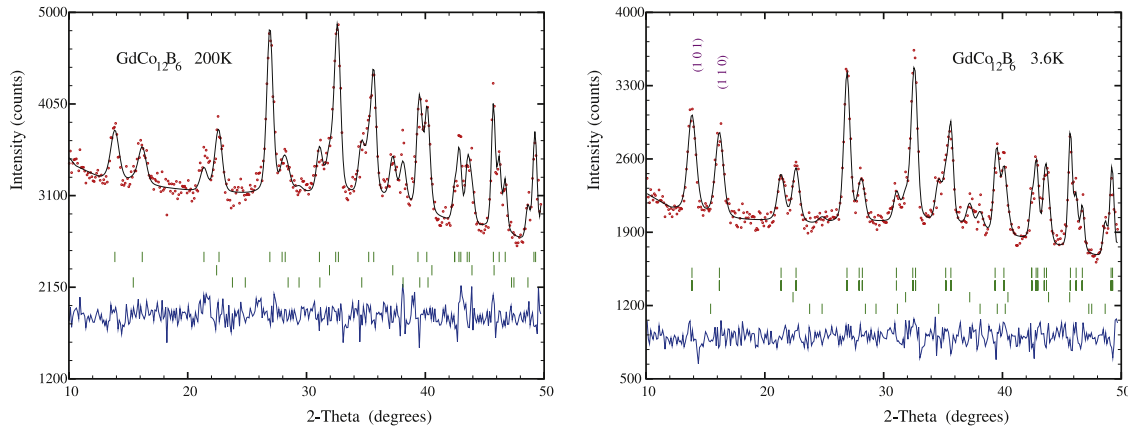 GdCo₁₂B₆ 200K
Intensity (counts)
5000
4050
3100
2150
1200
10 20 30 40 50
2-Theta (degrees)
GdCo₁₂B₆ 3.6K
(1 0 1)
(1 1 0)
Intensity (counts)
4000
3300
2600
1900
1200
500
10 20 30 40 50
2-Theta (degrees)